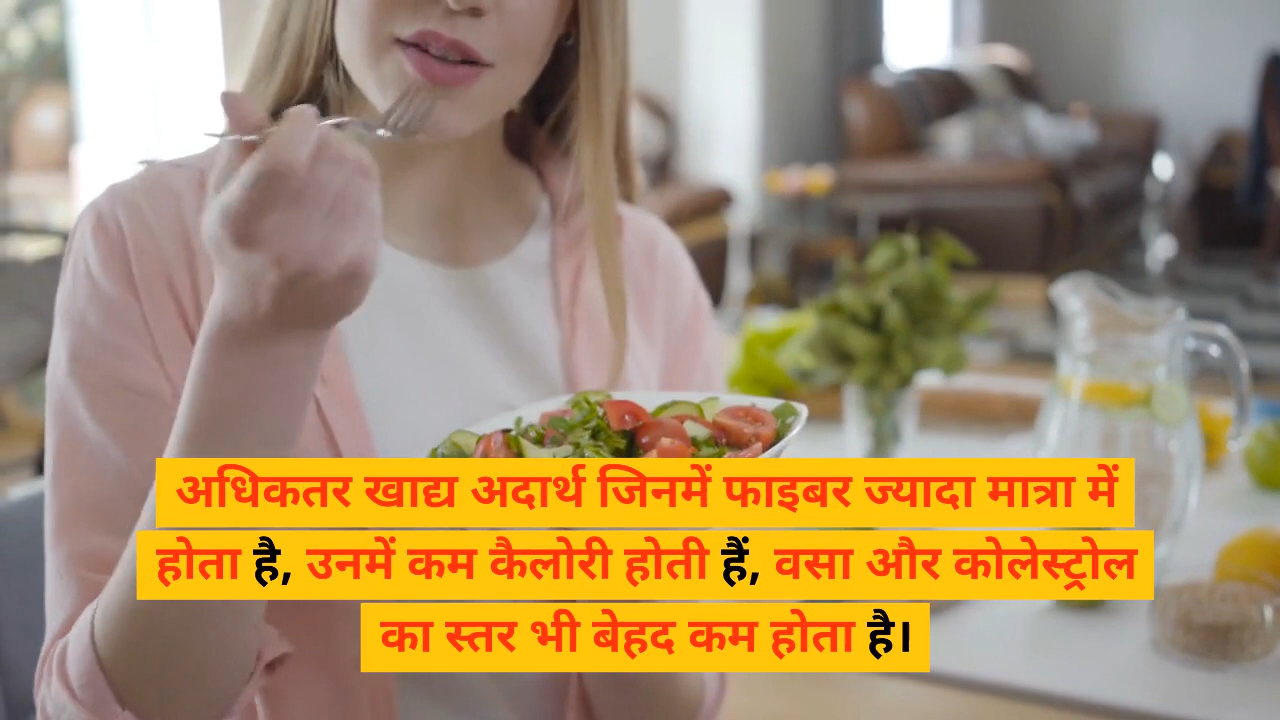 अधिकतर खाद्य अदार्थ जिनमें फाइबर ज्यादा मात्रा में
होता है, उनमें कम कैलोरी होती हैं, वसा और कोलेस्ट्रोल
का स्तर भी बेहद कम होता है।